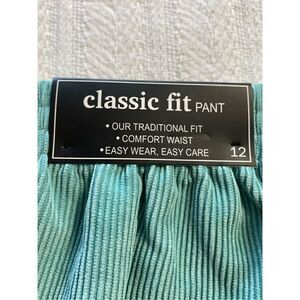 classic fit PANT
• OUR TRADITIONAL FIT
• COMFORT WAIST
• EASY WEAR, EASY CARE 12